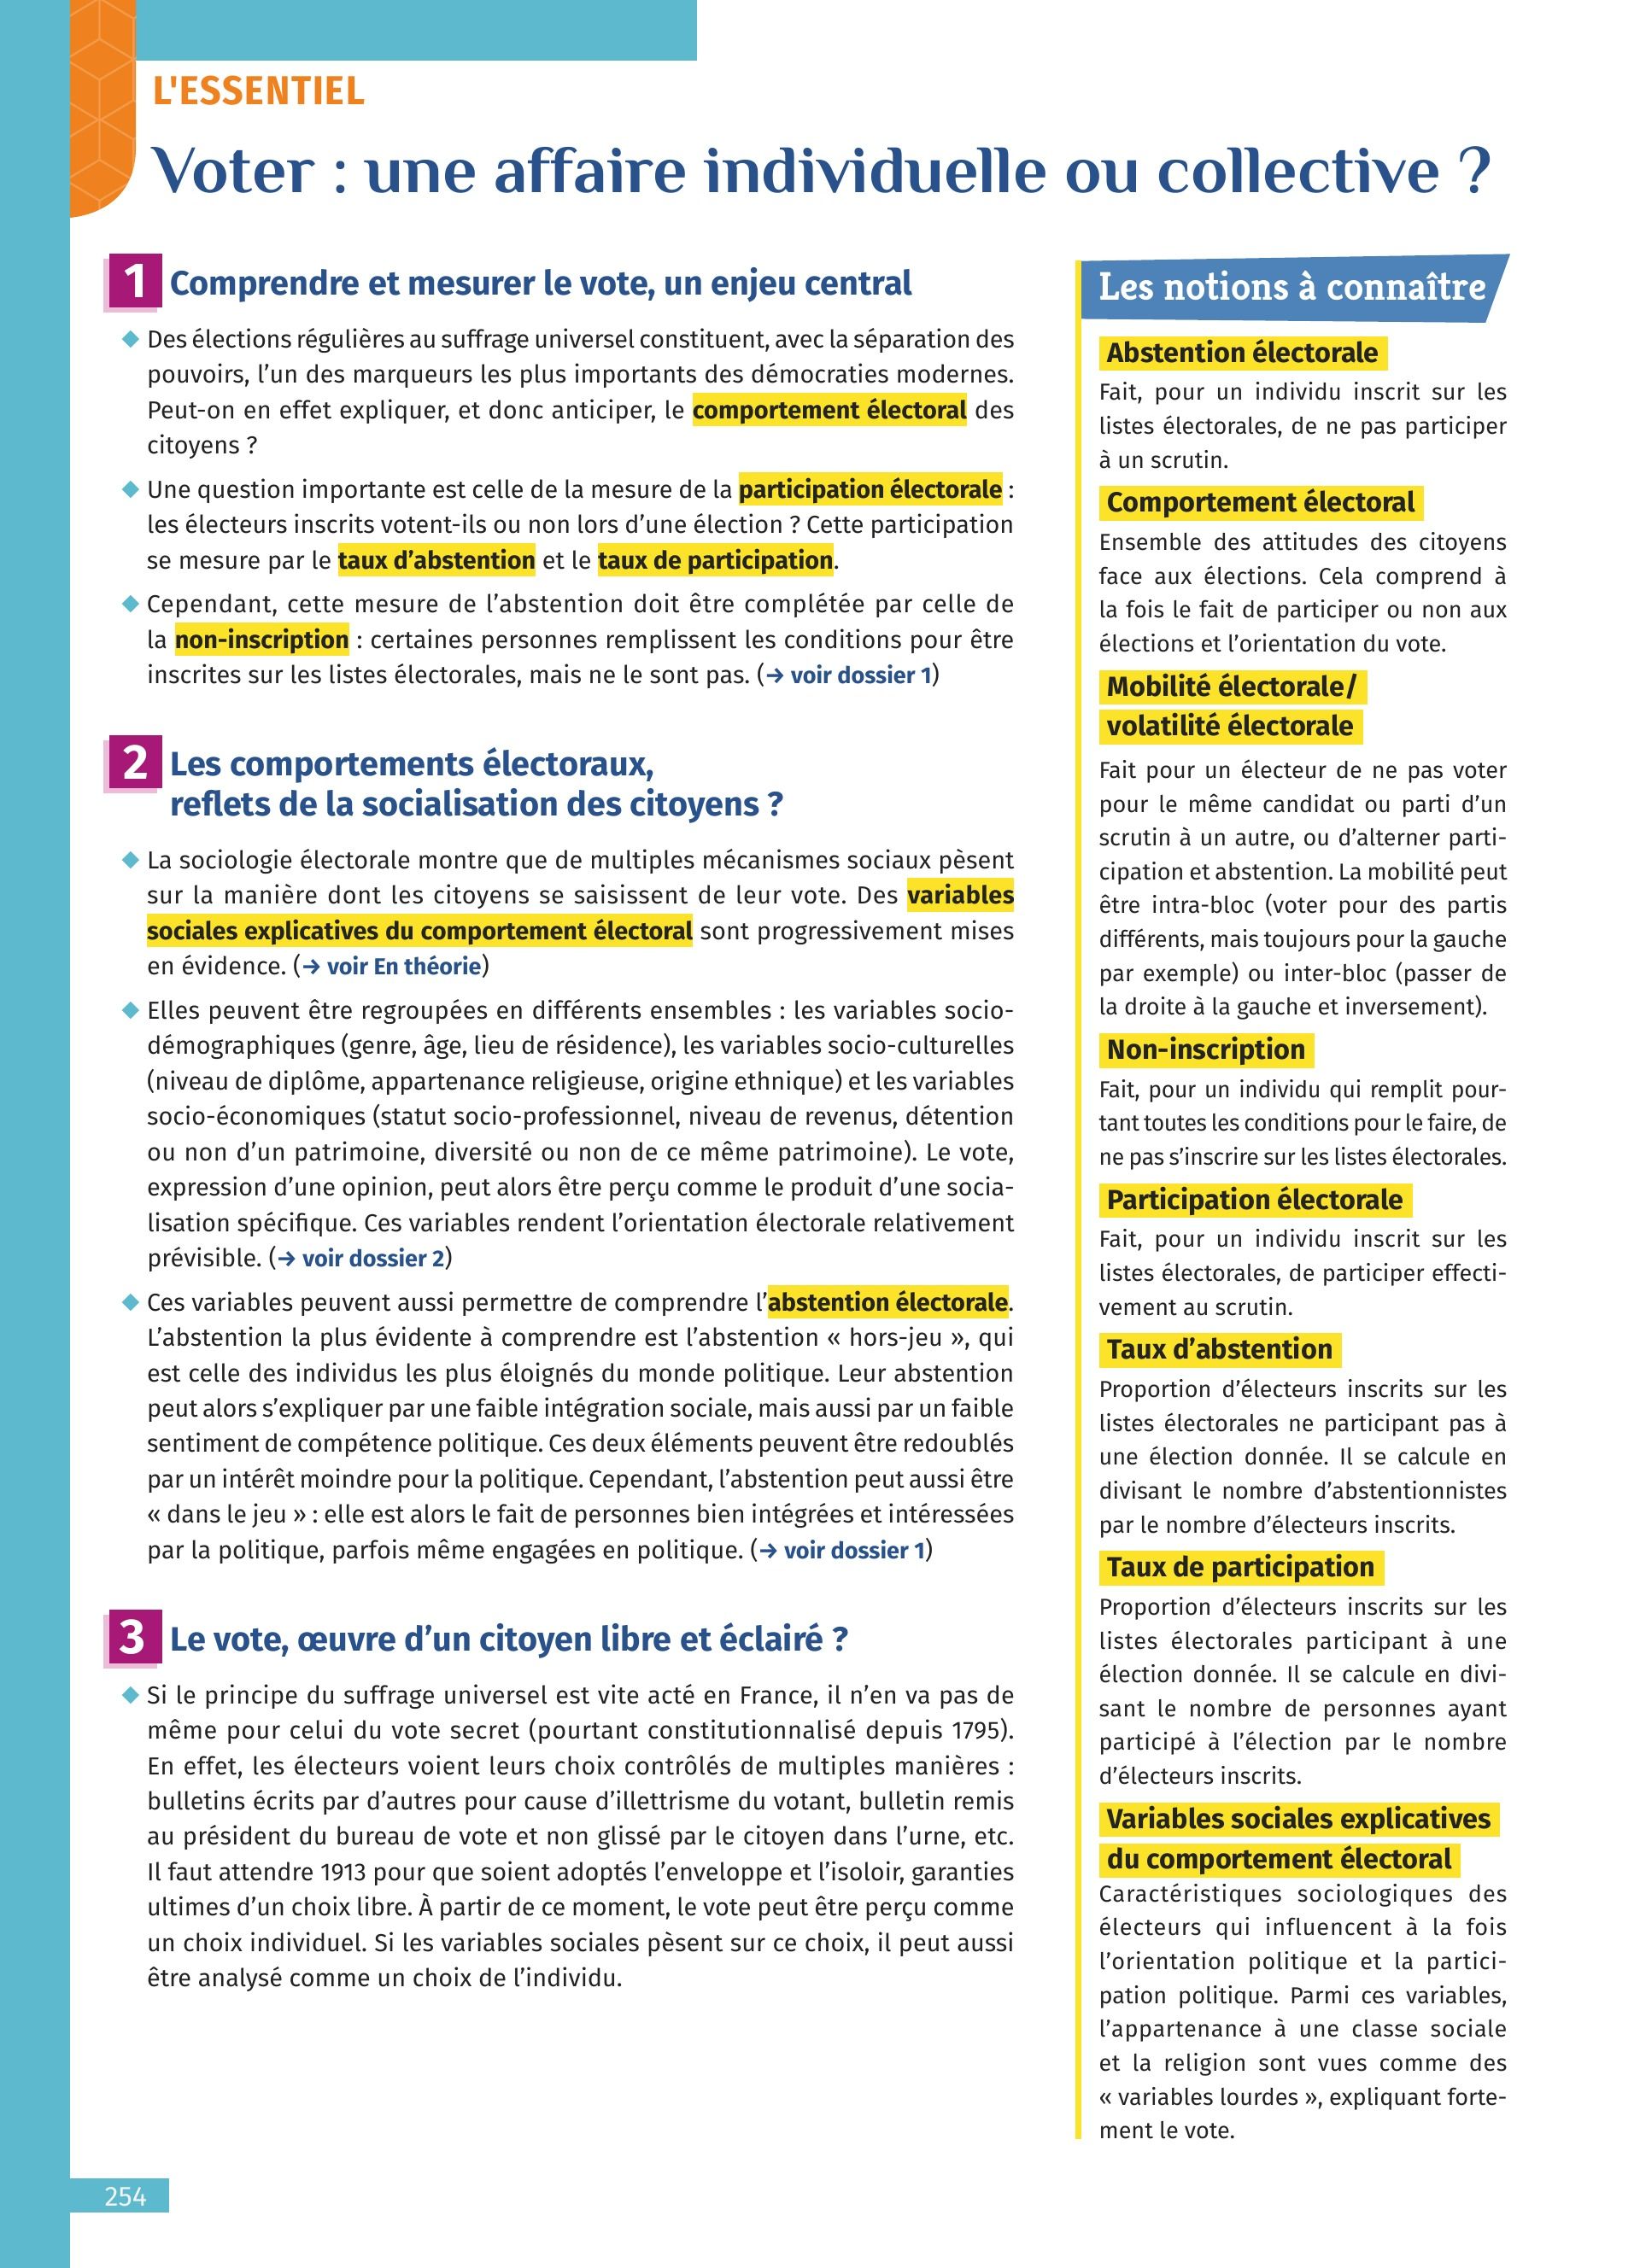 L'ESSENTIEL
Voter : une affaire individuelle ou collective ?
1 Comprendre et mesurer le vote, un enjeu central
◆ Des élections régulières au suffrage universel constituent, avec la séparation des
pouvoirs, l’un des marqueurs les plus importants des démocraties modernes.
Peut-on en effet expliquer, et donc anticiper, le comportement électoral des
citoyens ?
◆ Une question importante est celle de la mesure de la participation électorale :
les électeurs inscrits votent-ils ou non lors d’une élection ? Cette participation
se mesure par le taux d’abstention et le taux de participation.
◆ Cependant, cette mesure de l’abstention doit être complétée par celle de
la non-inscription : certaines personnes remplissent les conditions pour être
inscrites sur les listes électorales, mais ne le sont pas. (→ voir dossier 1)
2 Les comportements électoraux,
reflets de la socialisation des citoyens ?
◆ La sociologie électorale montre que de multiples mécanismes sociaux pèsent
sur la manière dont les citoyens se saisissent de leur vote. Des variables
sociales explicatives du comportement électoral sont progressivement mises
en évidence. (→ voir En théorie)
◆ Elles peuvent être regroupées en différents ensembles : les variables socio-
démographiques (genre, âge, lieu de résidence), les variables socio-culturelles
(niveau de diplôme, appartenance religieuse, origine ethnique) et les variables
socio-économiques (statut socio-professionnel, niveau de revenus, détention
ou non d’un patrimoine, diversité ou non de ce même patrimoine). Le vote,
expression d’une opinion, peut alors être perçu comme le produit d’une socia-
lisation spécifique. Ces variables rendent l’orientation électorale relativement
prévisible. (→ voir dossier 2)
◆ Ces variables peuvent aussi permettre de comprendre l’abstention électorale.
L’abstention la plus évidente à comprendre est l’abstention « hors-jeu », qui
est celle des individus les plus éloignés du monde politique. Leur abstention
peut alors s’expliquer par une faible intégration sociale, mais aussi par un faible
sentiment de compétence politique. Ces deux éléments peuvent être redoublés
par un intérêt moindre pour la politique. Cependant, l’abstention peut aussi être
« dans le jeu » : elle est alors le fait de personnes bien intégrées et intéressées
par la politique, parfois même engagées en politique. (→ voir dossier 1)
3 Le vote, œuvre d’un citoyen libre et éclairé ?
◆ Si le principe du suffrage universel est vite acté en France, il n’en va pas de
même pour celui du vote secret (pourtant constitutionnalisé depuis 1795).
En effet, les électeurs voient leurs choix contrôlés de multiples manières :
bulletins écrits par d’autres pour cause d’illettrisme du votant, bulletin remis
au président du bureau de vote et non glissé par le citoyen dans l’urne, etc.
Il faut attendre 1913 pour que soient adoptés l’enveloppe et l’isoloir, garanties
ultimes d’un choix libre. À partir de ce moment, le vote peut être perçu comme
un choix individuel. Si les variables sociales pèsent sur ce choix, il peut aussi
être analysé comme un choix de l’individu.
Les notions à connaître
Abstention électorale
Fait, pour un individu inscrit sur les
listes électorales, de ne pas participer
à un scrutin.
Comportement électoral
Ensemble des attitudes des citoyens
face aux élections. Cela comprend à
la fois le fait de participer ou non aux
élections et l’orientation du vote.
Mobilité électorale/
volatilité électorale
Fait pour un électeur de ne pas voter
pour le même candidat ou parti d’un
scrutin à un autre, ou d’alterner parti-
cipation et abstention. La mobilité peut
être intra-bloc (voter pour des partis
différents, mais toujours pour la gauche
par exemple) ou inter-bloc (passer de
la droite à la gauche et inversement).
Non-inscription
Fait, pour un individu qui remplit pour-
tant toutes les conditions pour le faire, de
ne pas s’inscrire sur les listes électorales.
Participation électorale
Fait, pour un individu inscrit sur les
listes électorales, de participer effecti-
vement au scrutin.
Taux d’abstention
Proportion d’électeurs inscrits sur les
listes électorales ne participant pas à
une élection donnée. Il se calcule en
divisant le nombre d’abstentionnistes
par le nombre d’électeurs inscrits.
Taux de participation
Proportion d’électeurs inscrits sur les
listes électorales participant à une
élection donnée. Il se calcule en divi-
sant le nombre de personnes ayant
participé à l’élection par le nombre
d’électeurs inscrits.
Variables sociales explicatives
du comportement électoral
Caractéristiques sociologiques des
électeurs qui influencent à la fois
l’orientation politique et la partici-
pation politique. Parmi ces variables,
l’appartenance à une classe sociale
et la religion sont vues comme des
« variables lourdes », expliquant forte-
ment le vote.
254